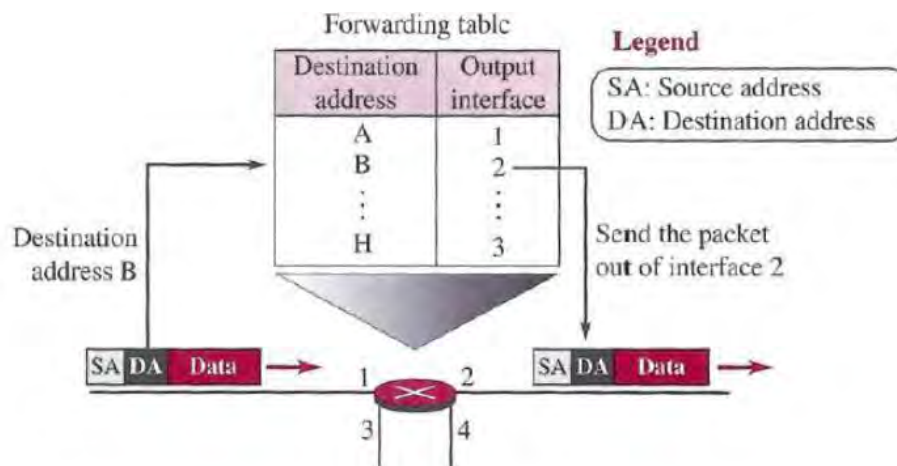 Forwarding table
Destination address
Output interface
A 1
B 2
⋮ ⋮
H 3
Legend
SA: Source address
DA: Destination address
Destination
address B
Send the packet
out of interface 2
SA DA Data
SA DA Data
1 2
3 4